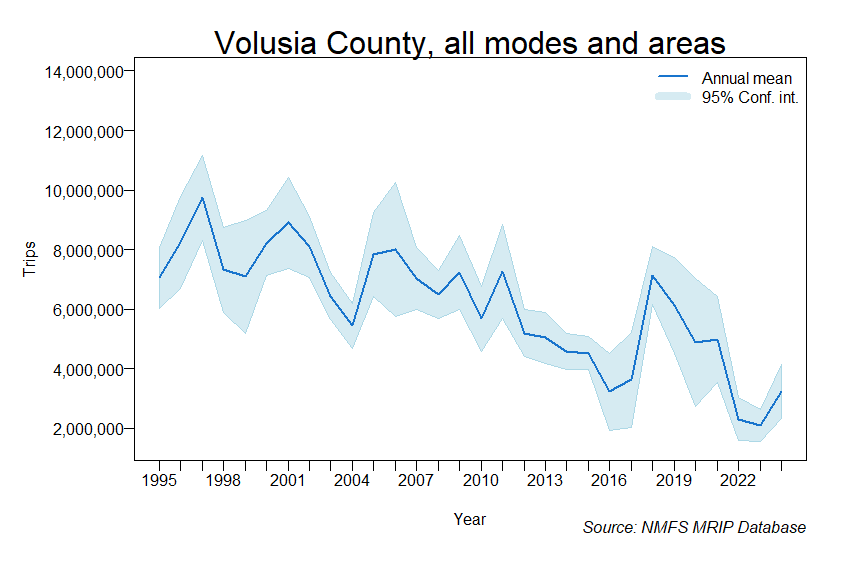 Volusia County, all modes and areas
14,000,000
12,000,000
10,000,000
8,000,000
6,000,000
4,000,000
2,000,000
Trips
Annual mean
95% Conf. int.
1995 1998 2001 2004 2007 2010 2013 2016 2019 2022
Year
Source: NMFS MRIP Database